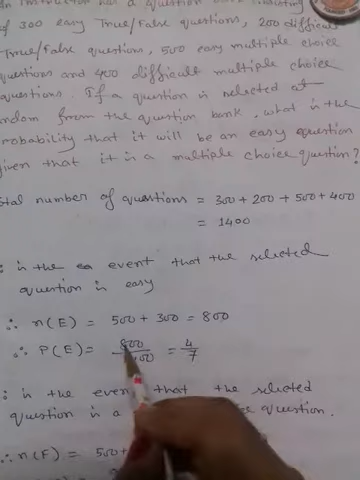 of 300 easy True/False questions, 200 difficult
True/False questions, 500 easy multiple choice
questions and 400 difficult multiple choice
questions. If a question is selected at
random from the question bank, what is the
probability that it will be an easy question
given that it is a multiple choice question?
total number of questions = 300 + 200 + 500 + 400
= 1400
: is the ea event that the selected
question is easy
∴ n(E) = 500 + 300 = 800
∴ P(E) = 800/1400 = 4/7
: is the event that the selected
question is a question.
∴ n(F) = 500 +